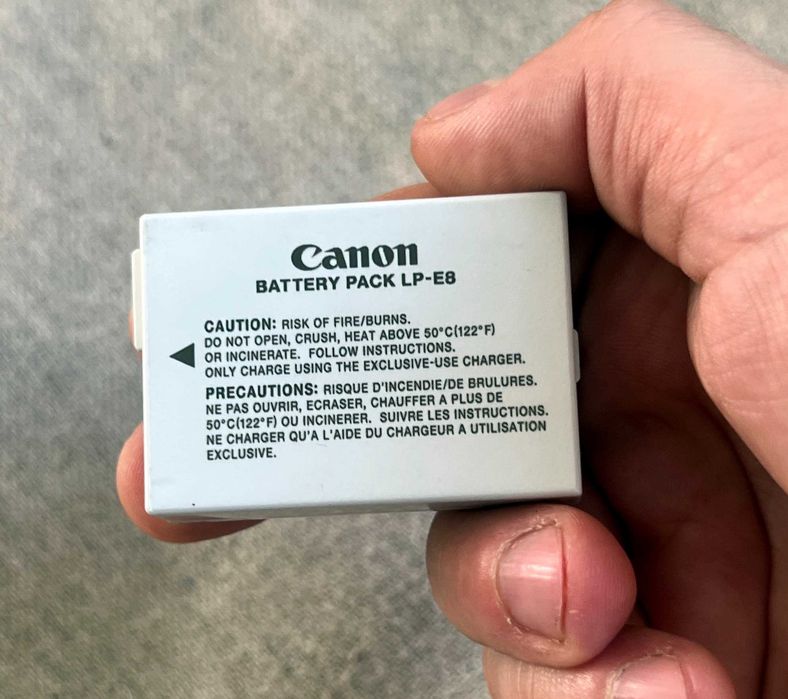 Canon
BATTERY PACK LP-E8
CAUTION: RISK OF FIRE/BURNS.
DO NOT OPEN, CRUSH, HEAT ABOVE 50°C(122°F)
OR INCINERATE. FOLLOW INSTRUCTIONS.
ONLY CHARGE USING THE EXCLUSIVE-USE CHARGER.
PRECAUTIONS: RISQUE D'INCENDIE/DE BRULURES.
NE PAS OUVRIR, ECRASER, CHAUFFER A PLUS DE
50°C(122°F) OU INCINERER. SUIVRE LES INSTRUCTIONS.
NE CHARGER QU'A L'AIDE DU CHARGEUR A UTILISATION
EXCLUSIVE.